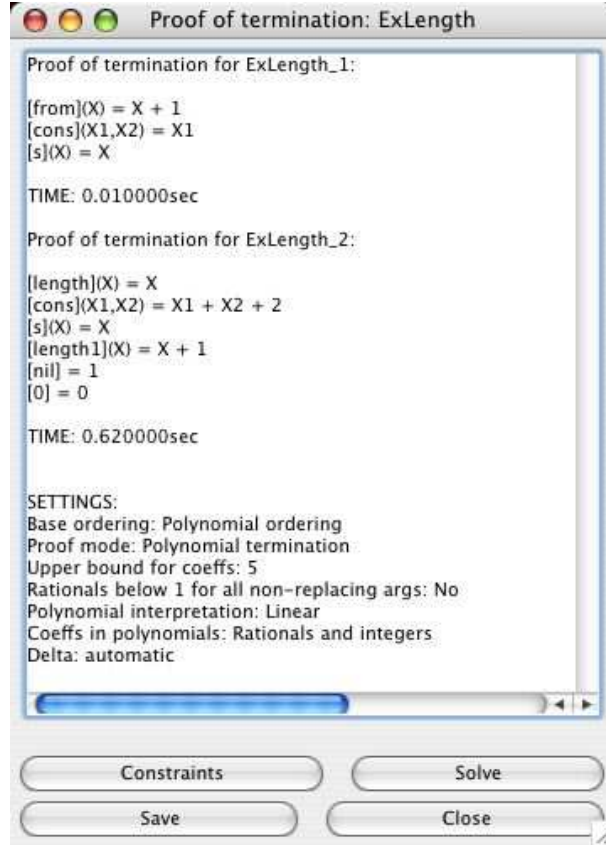 Proof of termination: ExLength
Proof of termination for ExLength_1:
[from](X) = X + 1
[cons](X1,X2) = X1
[s](X) = X
TIME: 0.010000sec
Proof of termination for ExLength_2:
[length](X) = X
[cons](X1,X2) = X1 + X2 + 2
[s](X) = X
[length1](X) = X + 1
[nil] = 1
[0] = 0
TIME: 0.620000sec
SETTINGS:
Base ordering: Polynomial ordering
Proof mode: Polynomial termination
Upper bound for coeffs: 5
Rationals below 1 for all non-replacing args: No
Polynomial interpretation: Linear
Coeffs in polynomials: Rationals and integers
Delta: automatic
Constraints
Solve
Save
Close